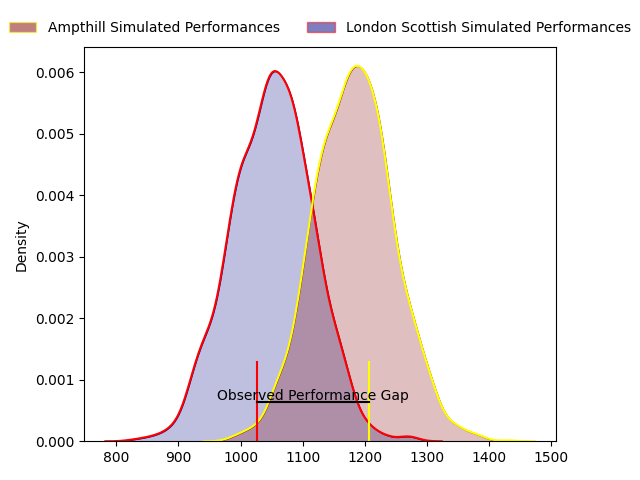 Ampthill Simulated Performances London Scottish Simulated Performances
0.006
0.005
0.004
0.003
0.002
0.001
0.000
Density
Observed Performance Gap
800 900 1000 1100 1200 1300 1400 1500